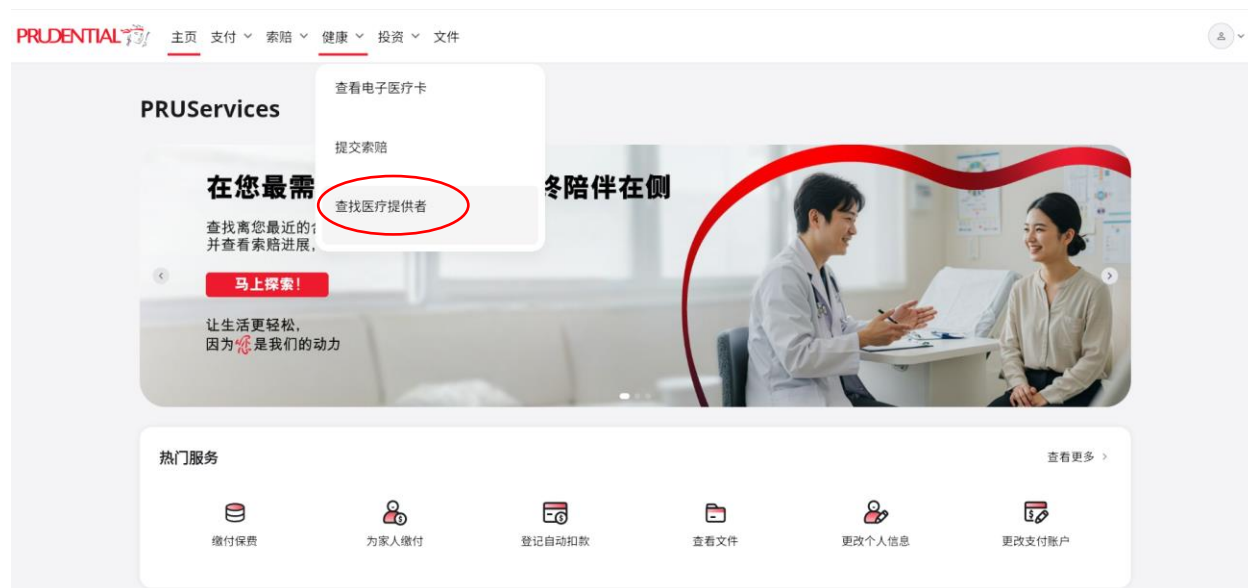 PRUDENTIAL
主页 支付 索赔 健康 投资 文件
查看电子医疗卡
提交索赔
查找医疗提供者
PRUServices
在您最需 终陪伴在侧
查找离您最近的
并查看索赔进展,
马上探索!
让生活更轻松,
因为您是我们的动力
热门服务 查看更多
缴付保费 为家人缴付 登记自动扣款 查看文件 更改个人信息 更改支付账户